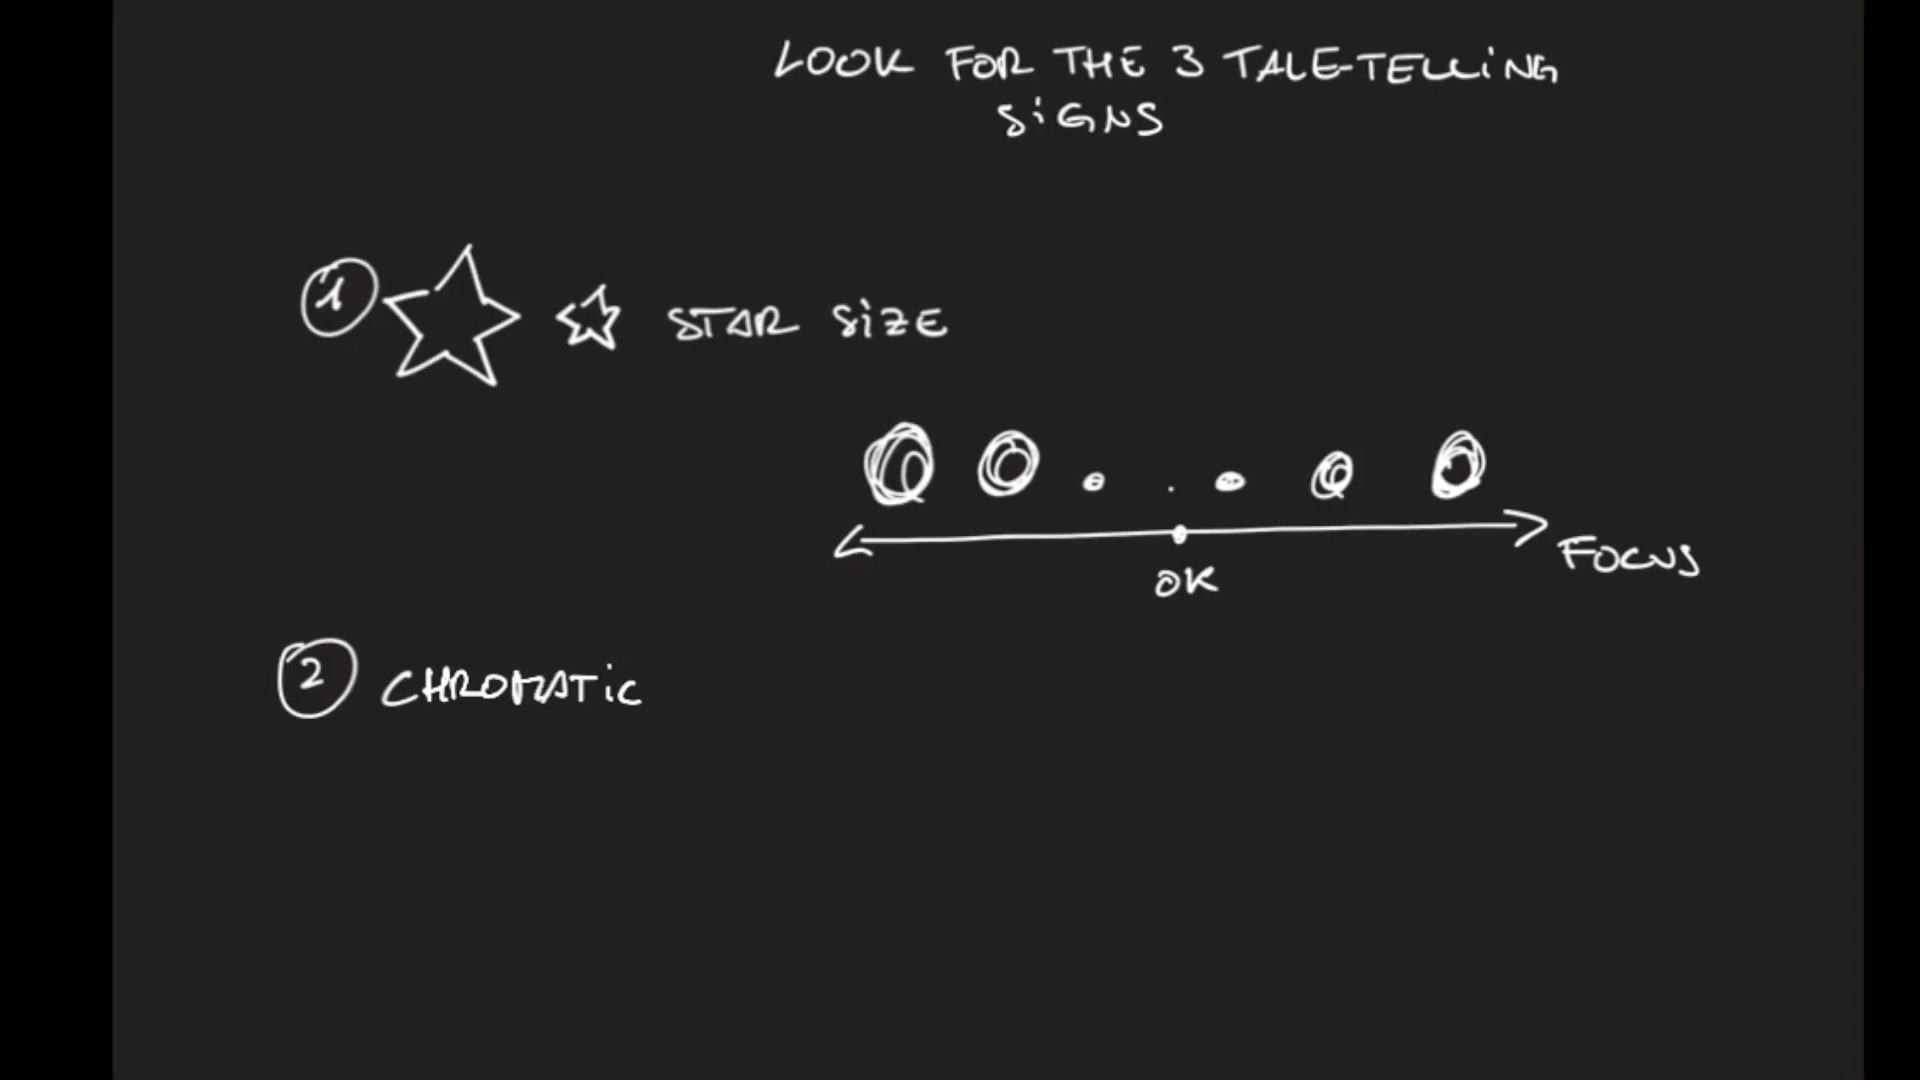 LOOK FOR THE 3 TALE-TELLING
SIGNS
1 STAR SIZE
OK
FOCUS
2 CHROMATIC